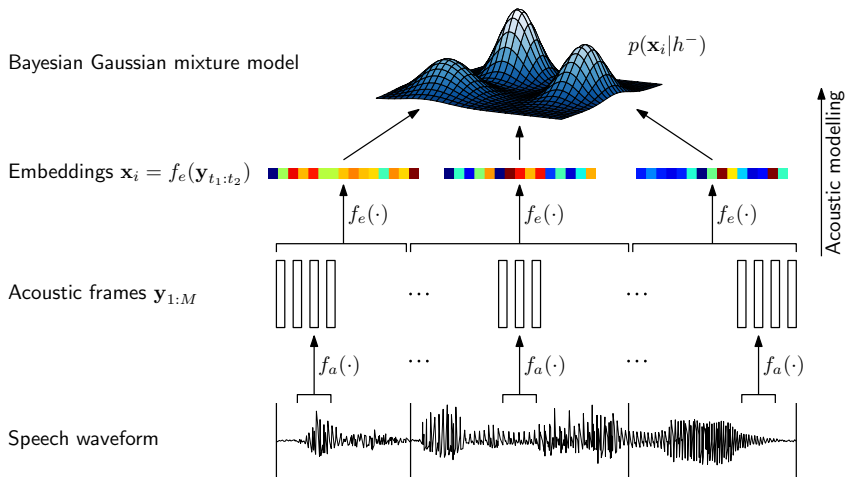 Bayesian Gaussian mixture model
p(x_i|h^−)
Embeddings x_i = f_e(y_{t_1:t_2})
f_e(·) f_e(·) f_e(·)
Acoustic modelling
Acoustic frames y_{1:M}
... ...
... ...
f_a(·) f_a(·) f_a(·)
Speech waveform